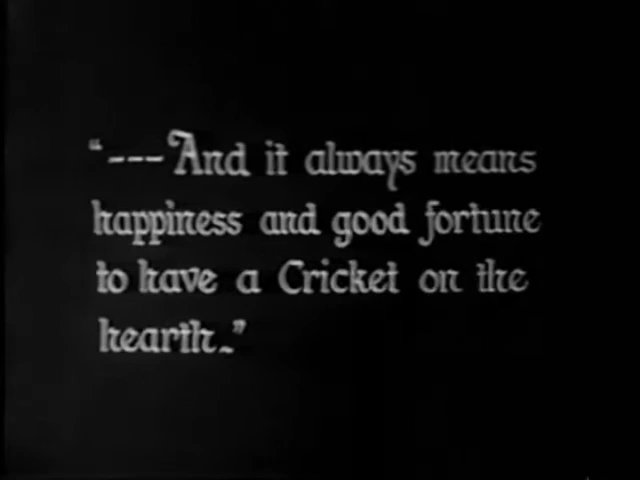 "---And it always means
happiness and good fortune
to have a Cricket on the
hearth."